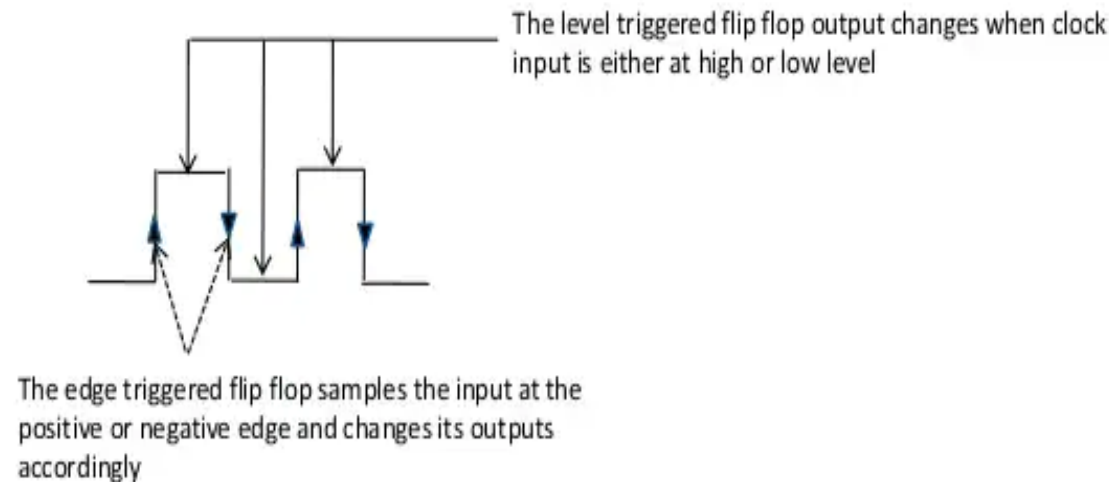 The level triggered flip flop output changes when clock
input is either at high or low level
The edge triggered flip flop samples the input at the
positive or negative edge and changes its outputs
accordingly